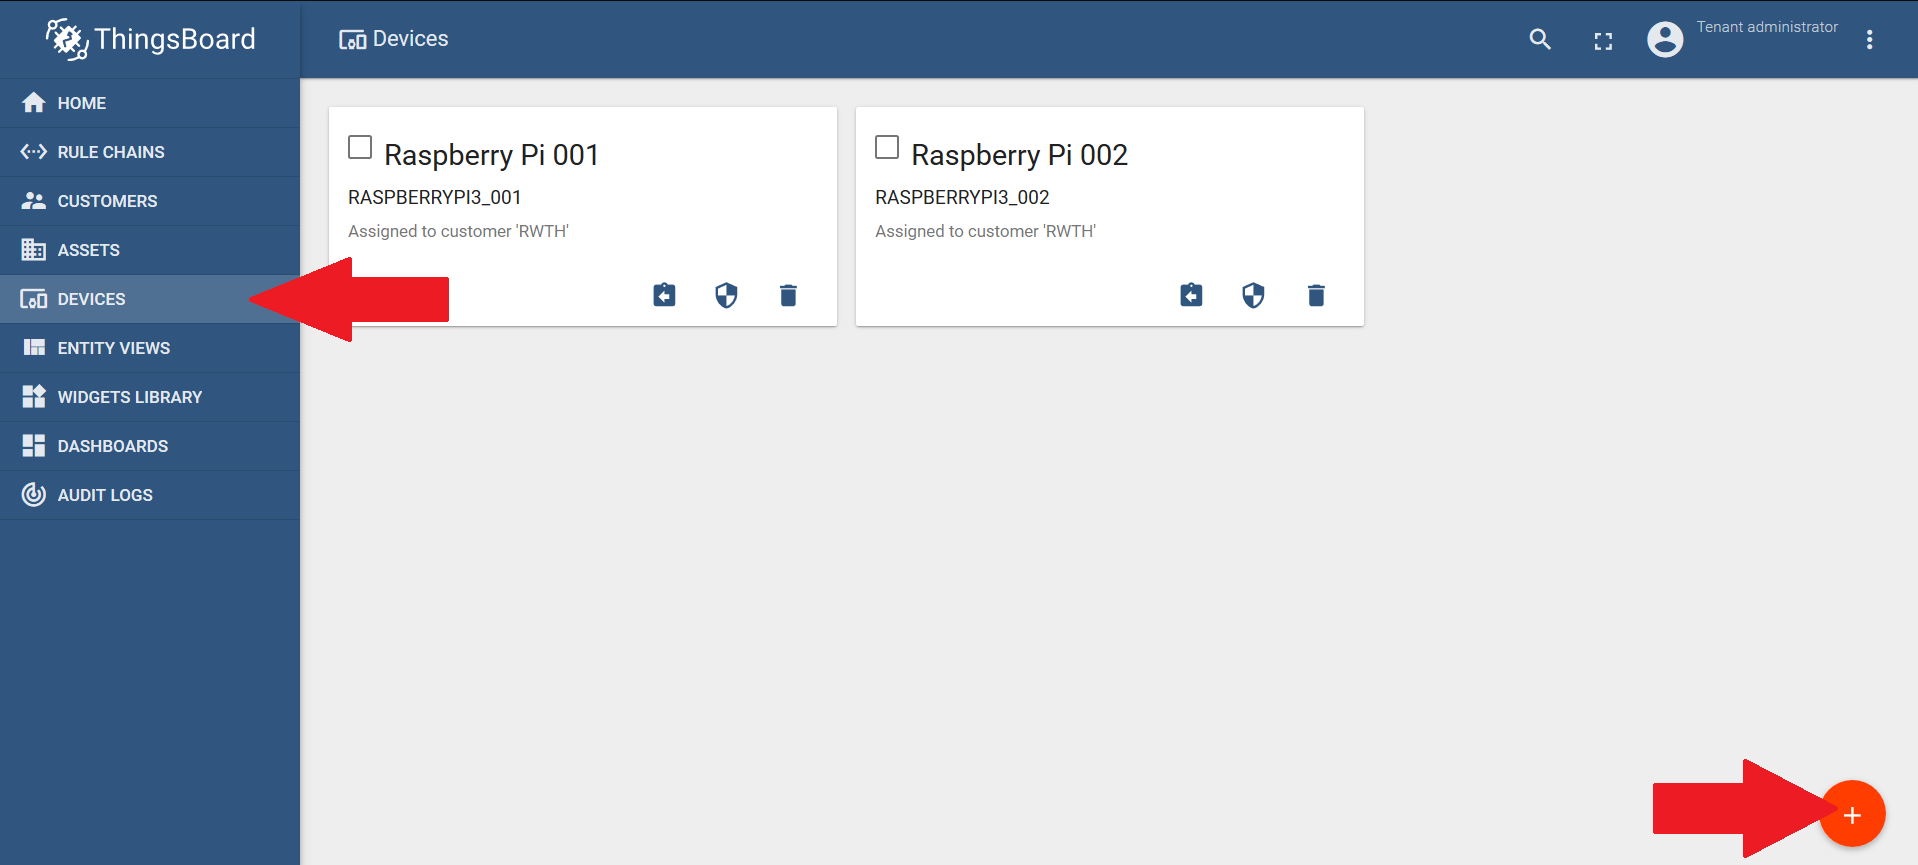 ThingsBoard
Devices
Tenant administrator
HOME
RULE CHAINS
CUSTOMERS
ASSETS
DEVICES
ENTITY VIEWS
WIDGETS LIBRARY
DASHBOARDS
AUDIT LOGS
Raspberry Pi 001
RASPBERRYPI3_001
Assigned to customer 'RWTH'
Raspberry Pi 002
RASPBERRYPI3_002
Assigned to customer 'RWTH'